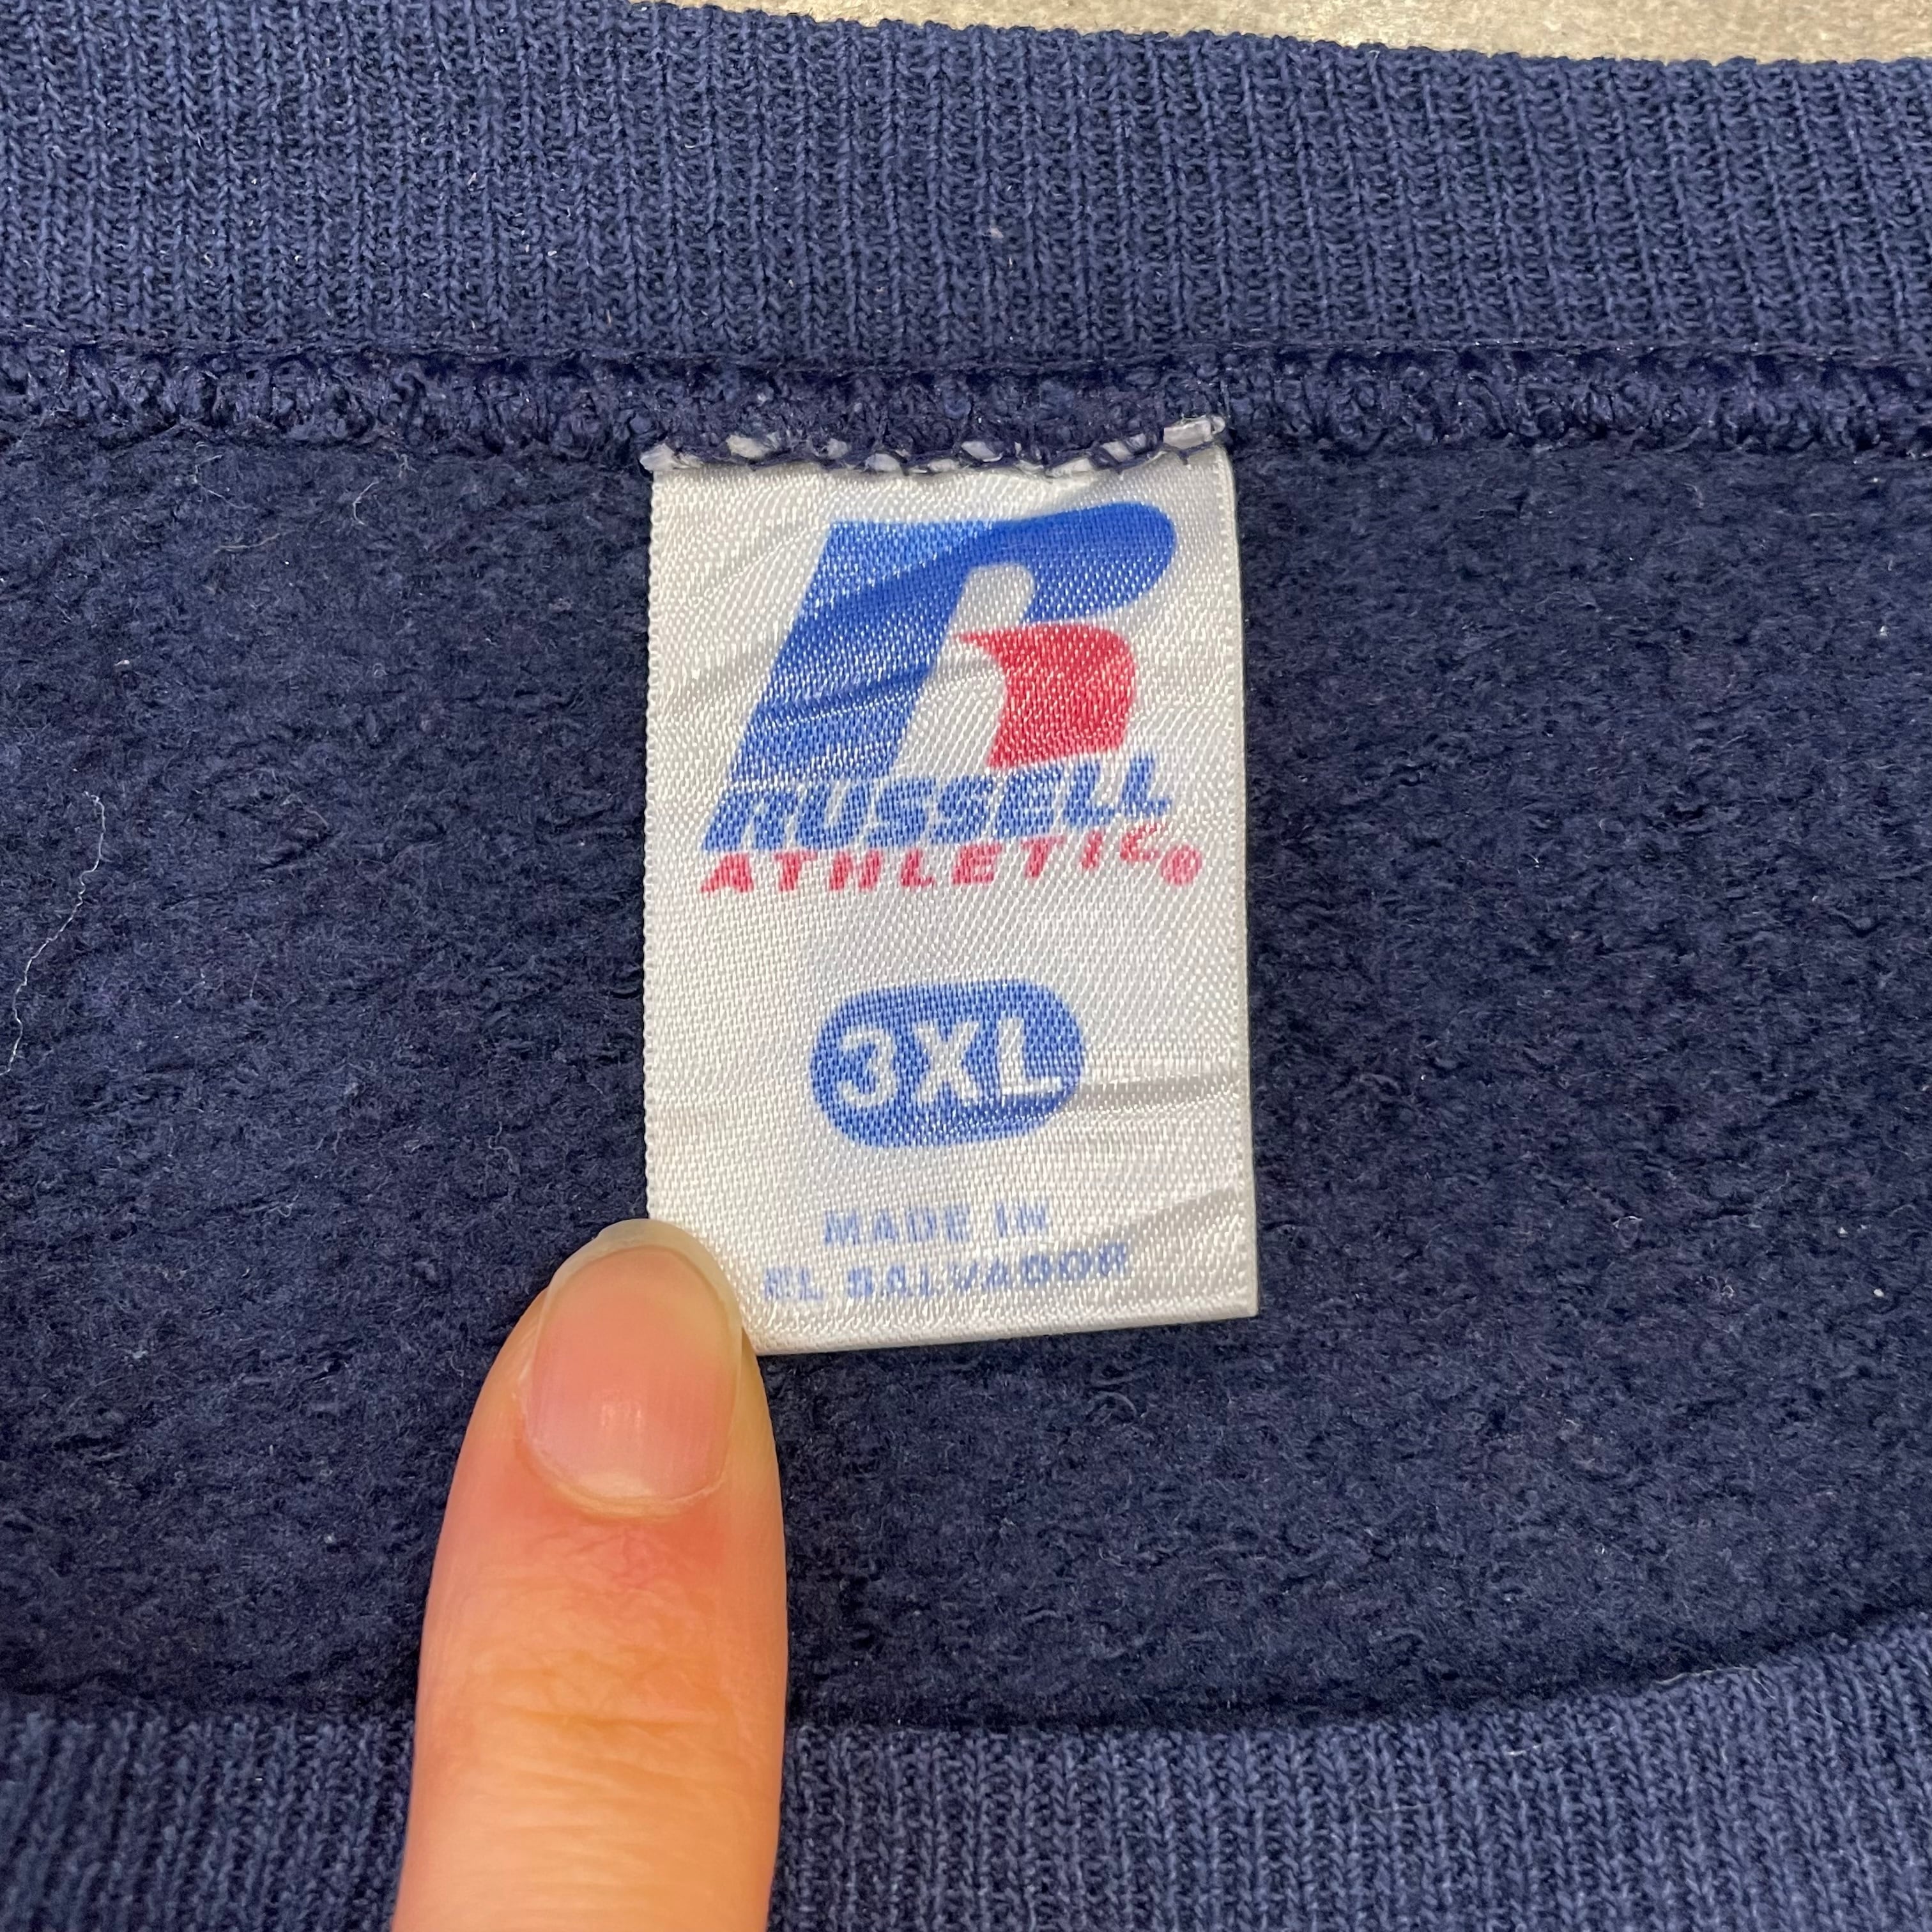 RUSSELL
ATHLETIC®
3XL
MADE IN
EL SALVADOR